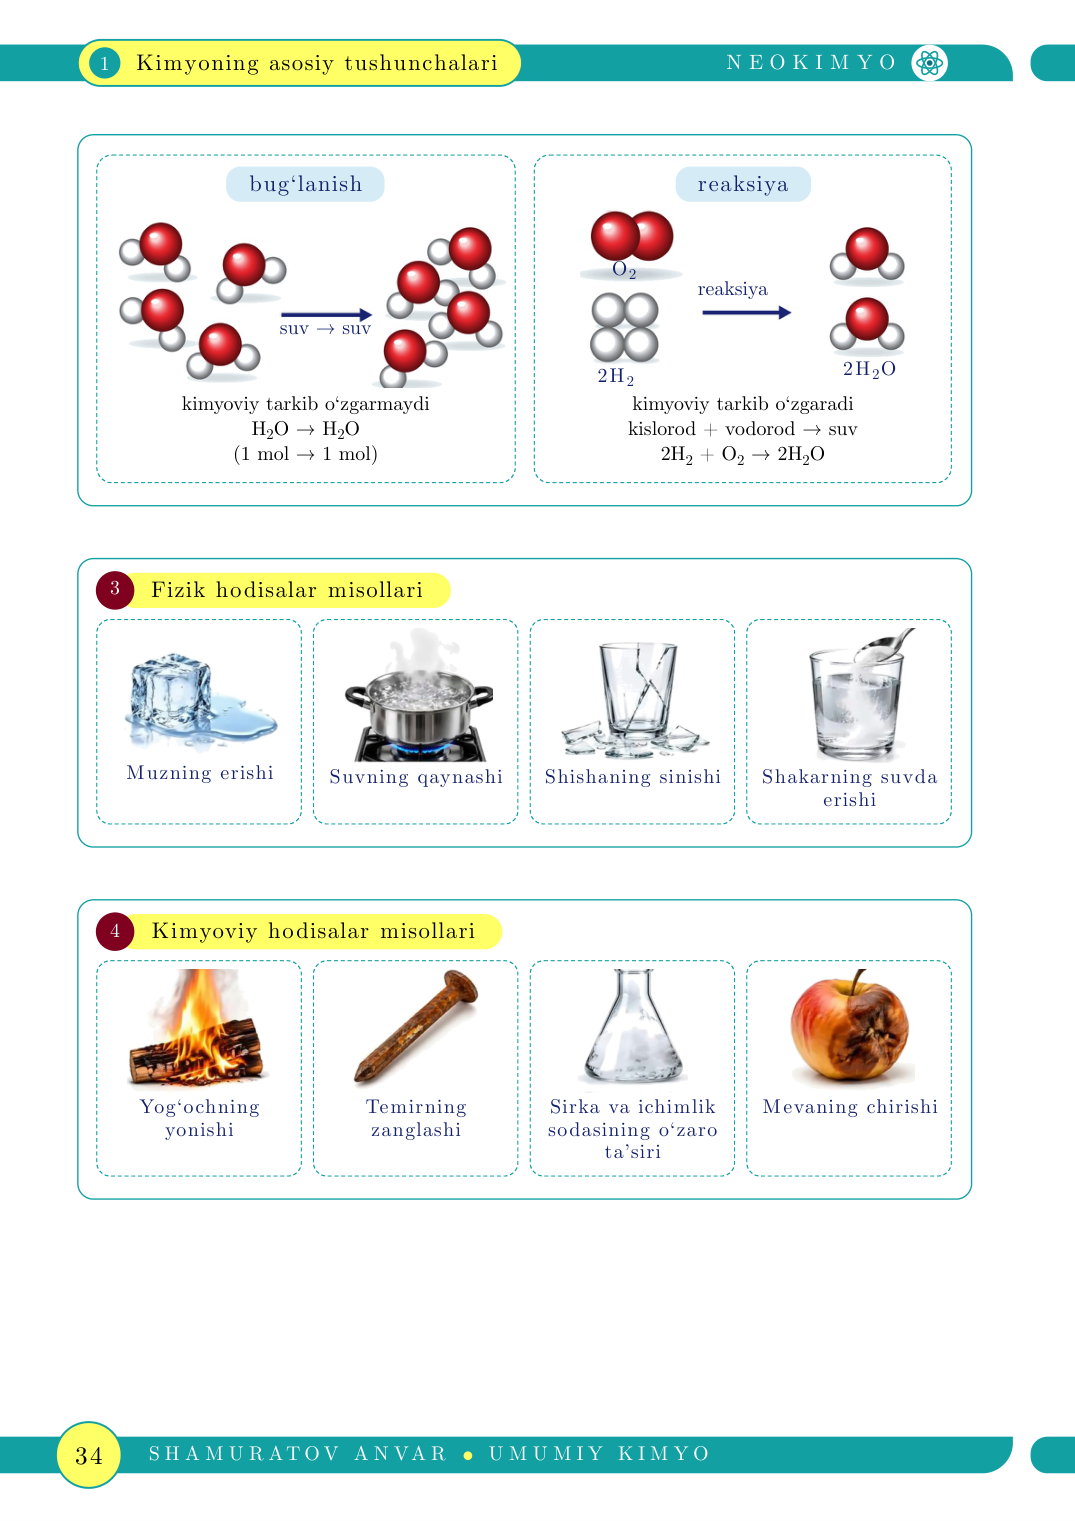 1 Kimyoning asosiy tushunchalari
NEOKIMYO
bug‘lanish
suv → suv
kimyoviy tarkib o‘zgarmaydi
H₂O → H₂O
(1 mol → 1 mol)
reaksiya
O₂
reaksiya
2H₂
2H₂O
kimyoviy tarkib o‘zgaradi
kislorod + vodorod → suv
2H₂ + O₂ → 2H₂O
3 Fizik hodisalar misollari
Muzning erishi
Suvning qaynashi
Shishaning sinishi
Shakarning suvda
erishi
4 Kimyoviy hodisalar misollari
Yog‘ochning
yonishi
Temirning
zanglashi
Sirka va ichimlik
sodasining o‘zaro
ta’siri
Mevaning chirishi
34 SHAMURATOV ANVAR • UMUMIY KIMYO